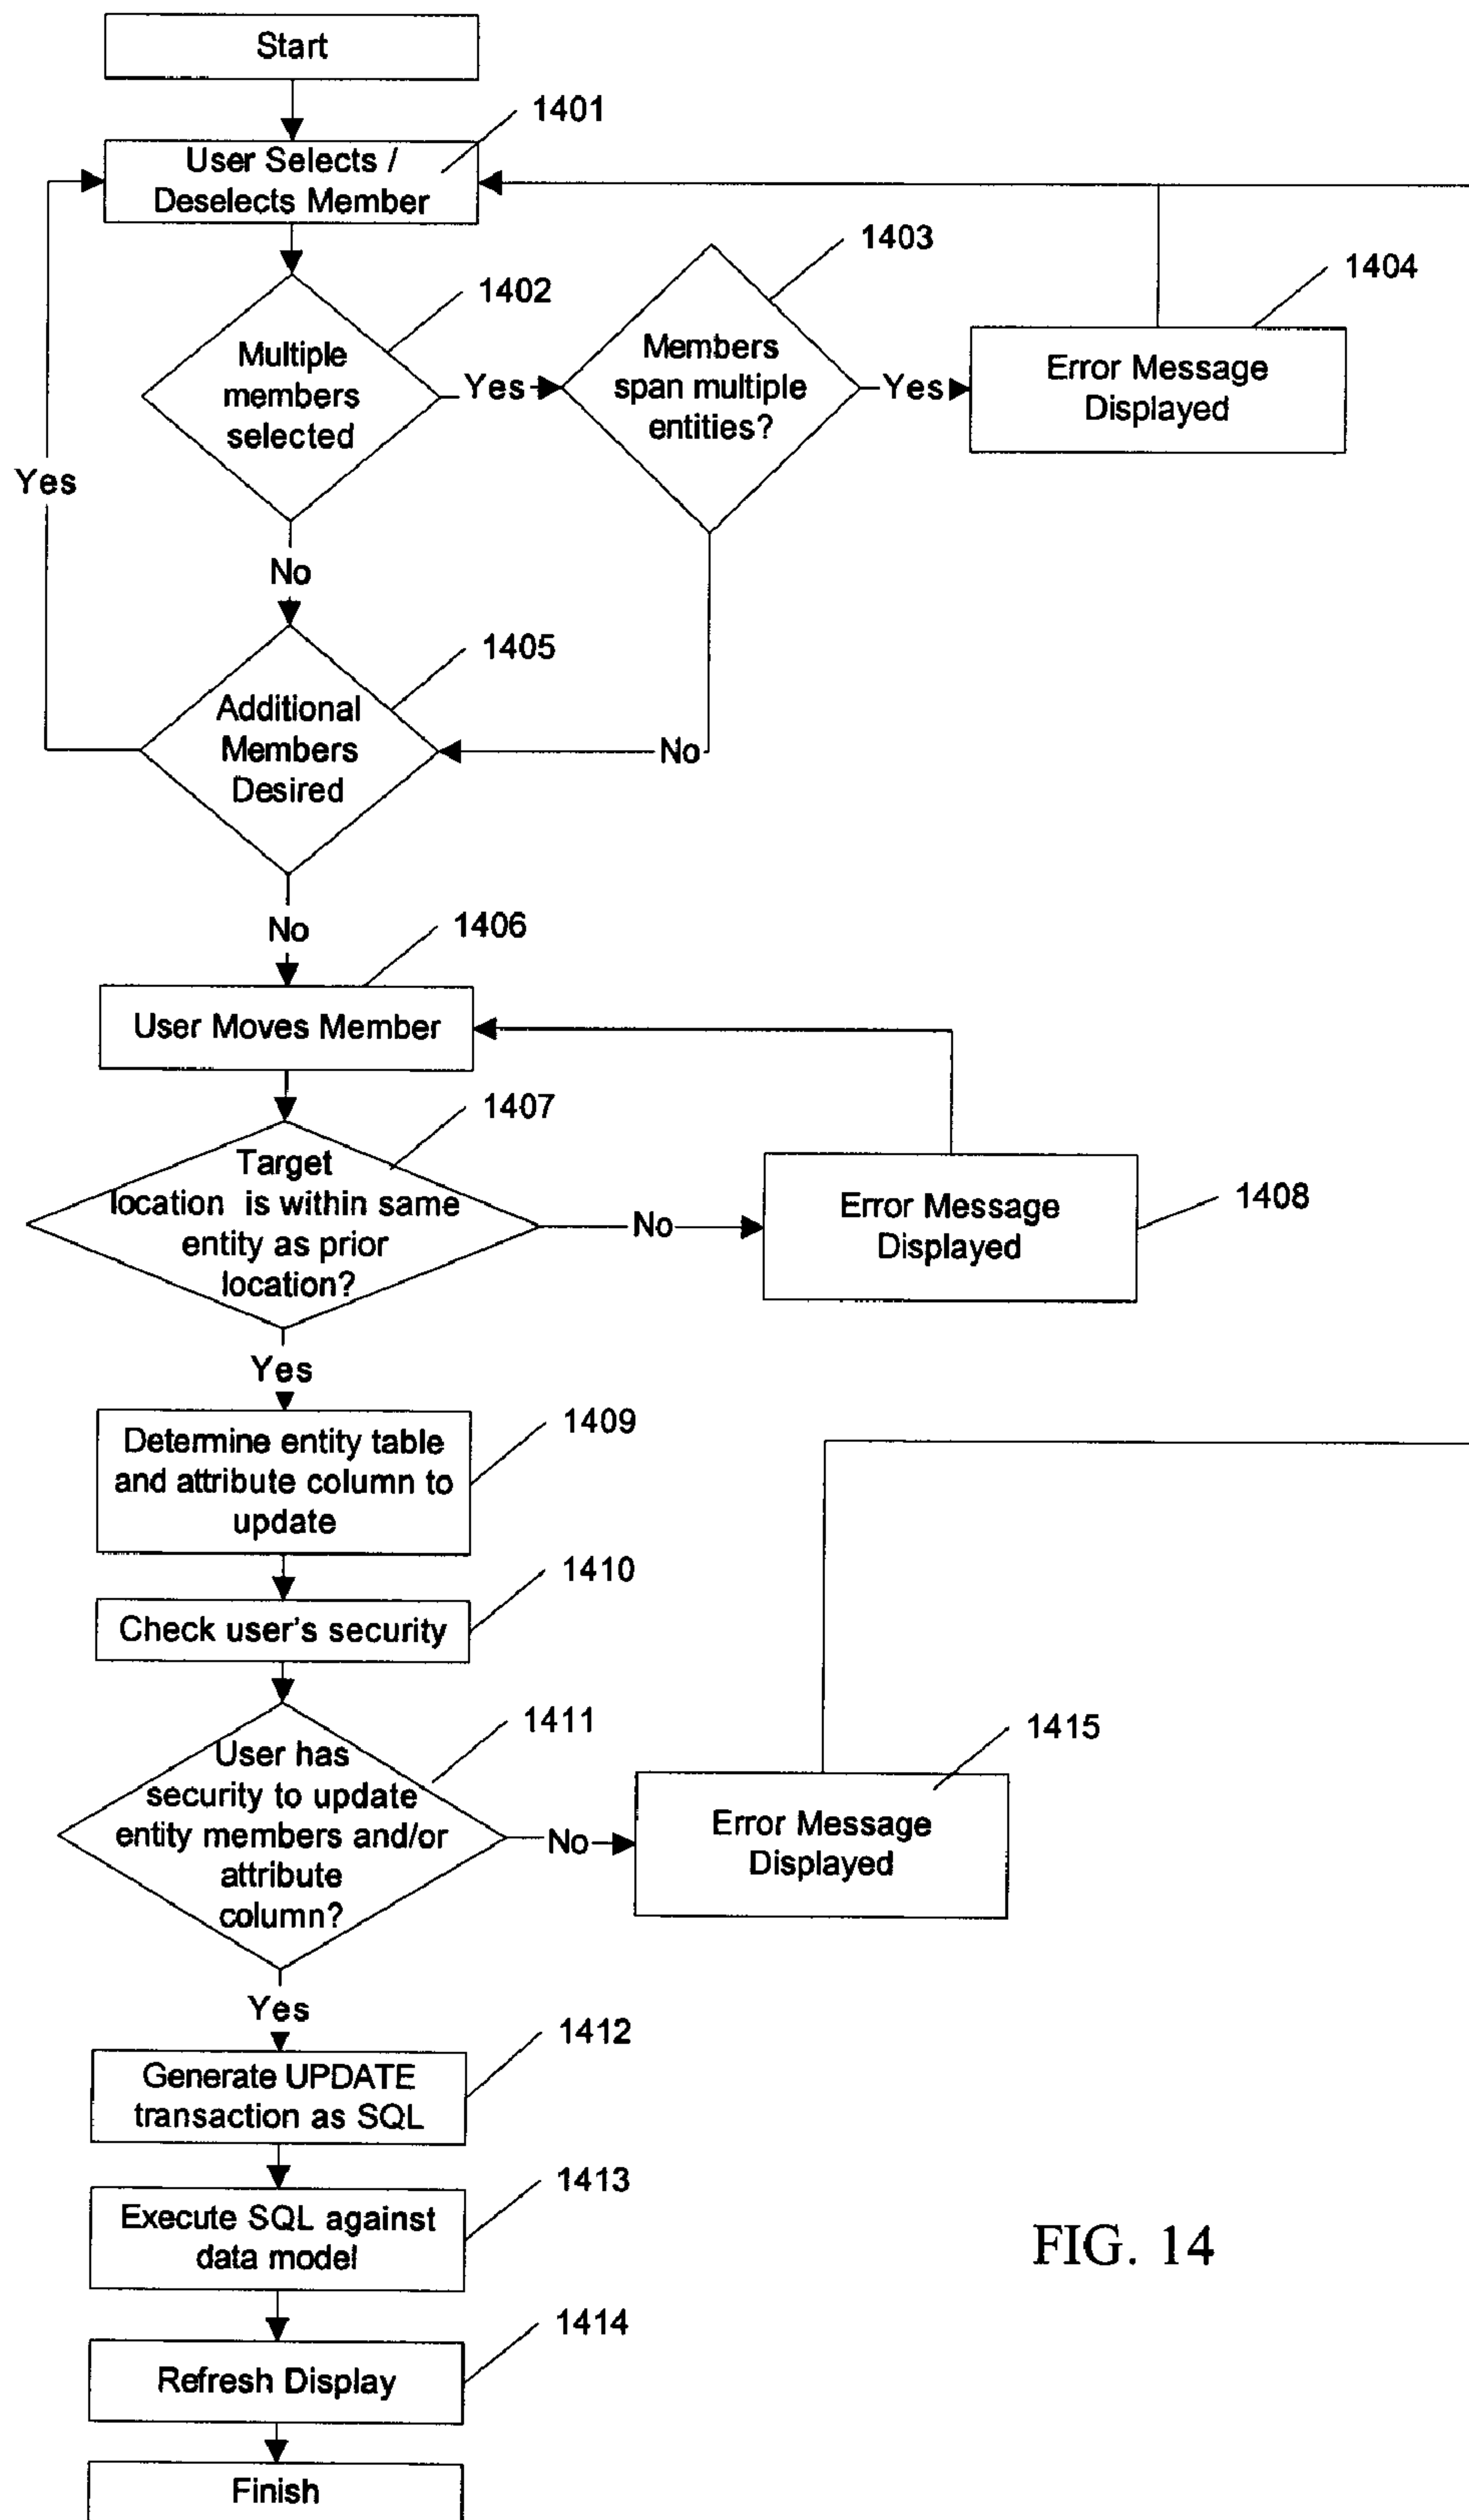 Start
1401
User Selects /
Deselects Member
1403
1404
1402
Multiple
members
selected
Yes
Members
span multiple
entities?
Yes
Error Message
Displayed
Yes
No
1405
Additional
Members
Desired
No
No
1406
User Moves Member
1407
Target
location is within same
entity as prior
location?
No
Error Message
Displayed
1408
Yes
1409
Determine entity table
and attribute column to
update
1410
Check user's security
1411
User has
security to update
entity members and/or
attribute
column?
No
1415
Error Message
Displayed
Yes
1412
Generate UPDATE
transaction as SQL
1413
Execute SQL against
data model
FIG. 14
1414
Refresh Display
Finish